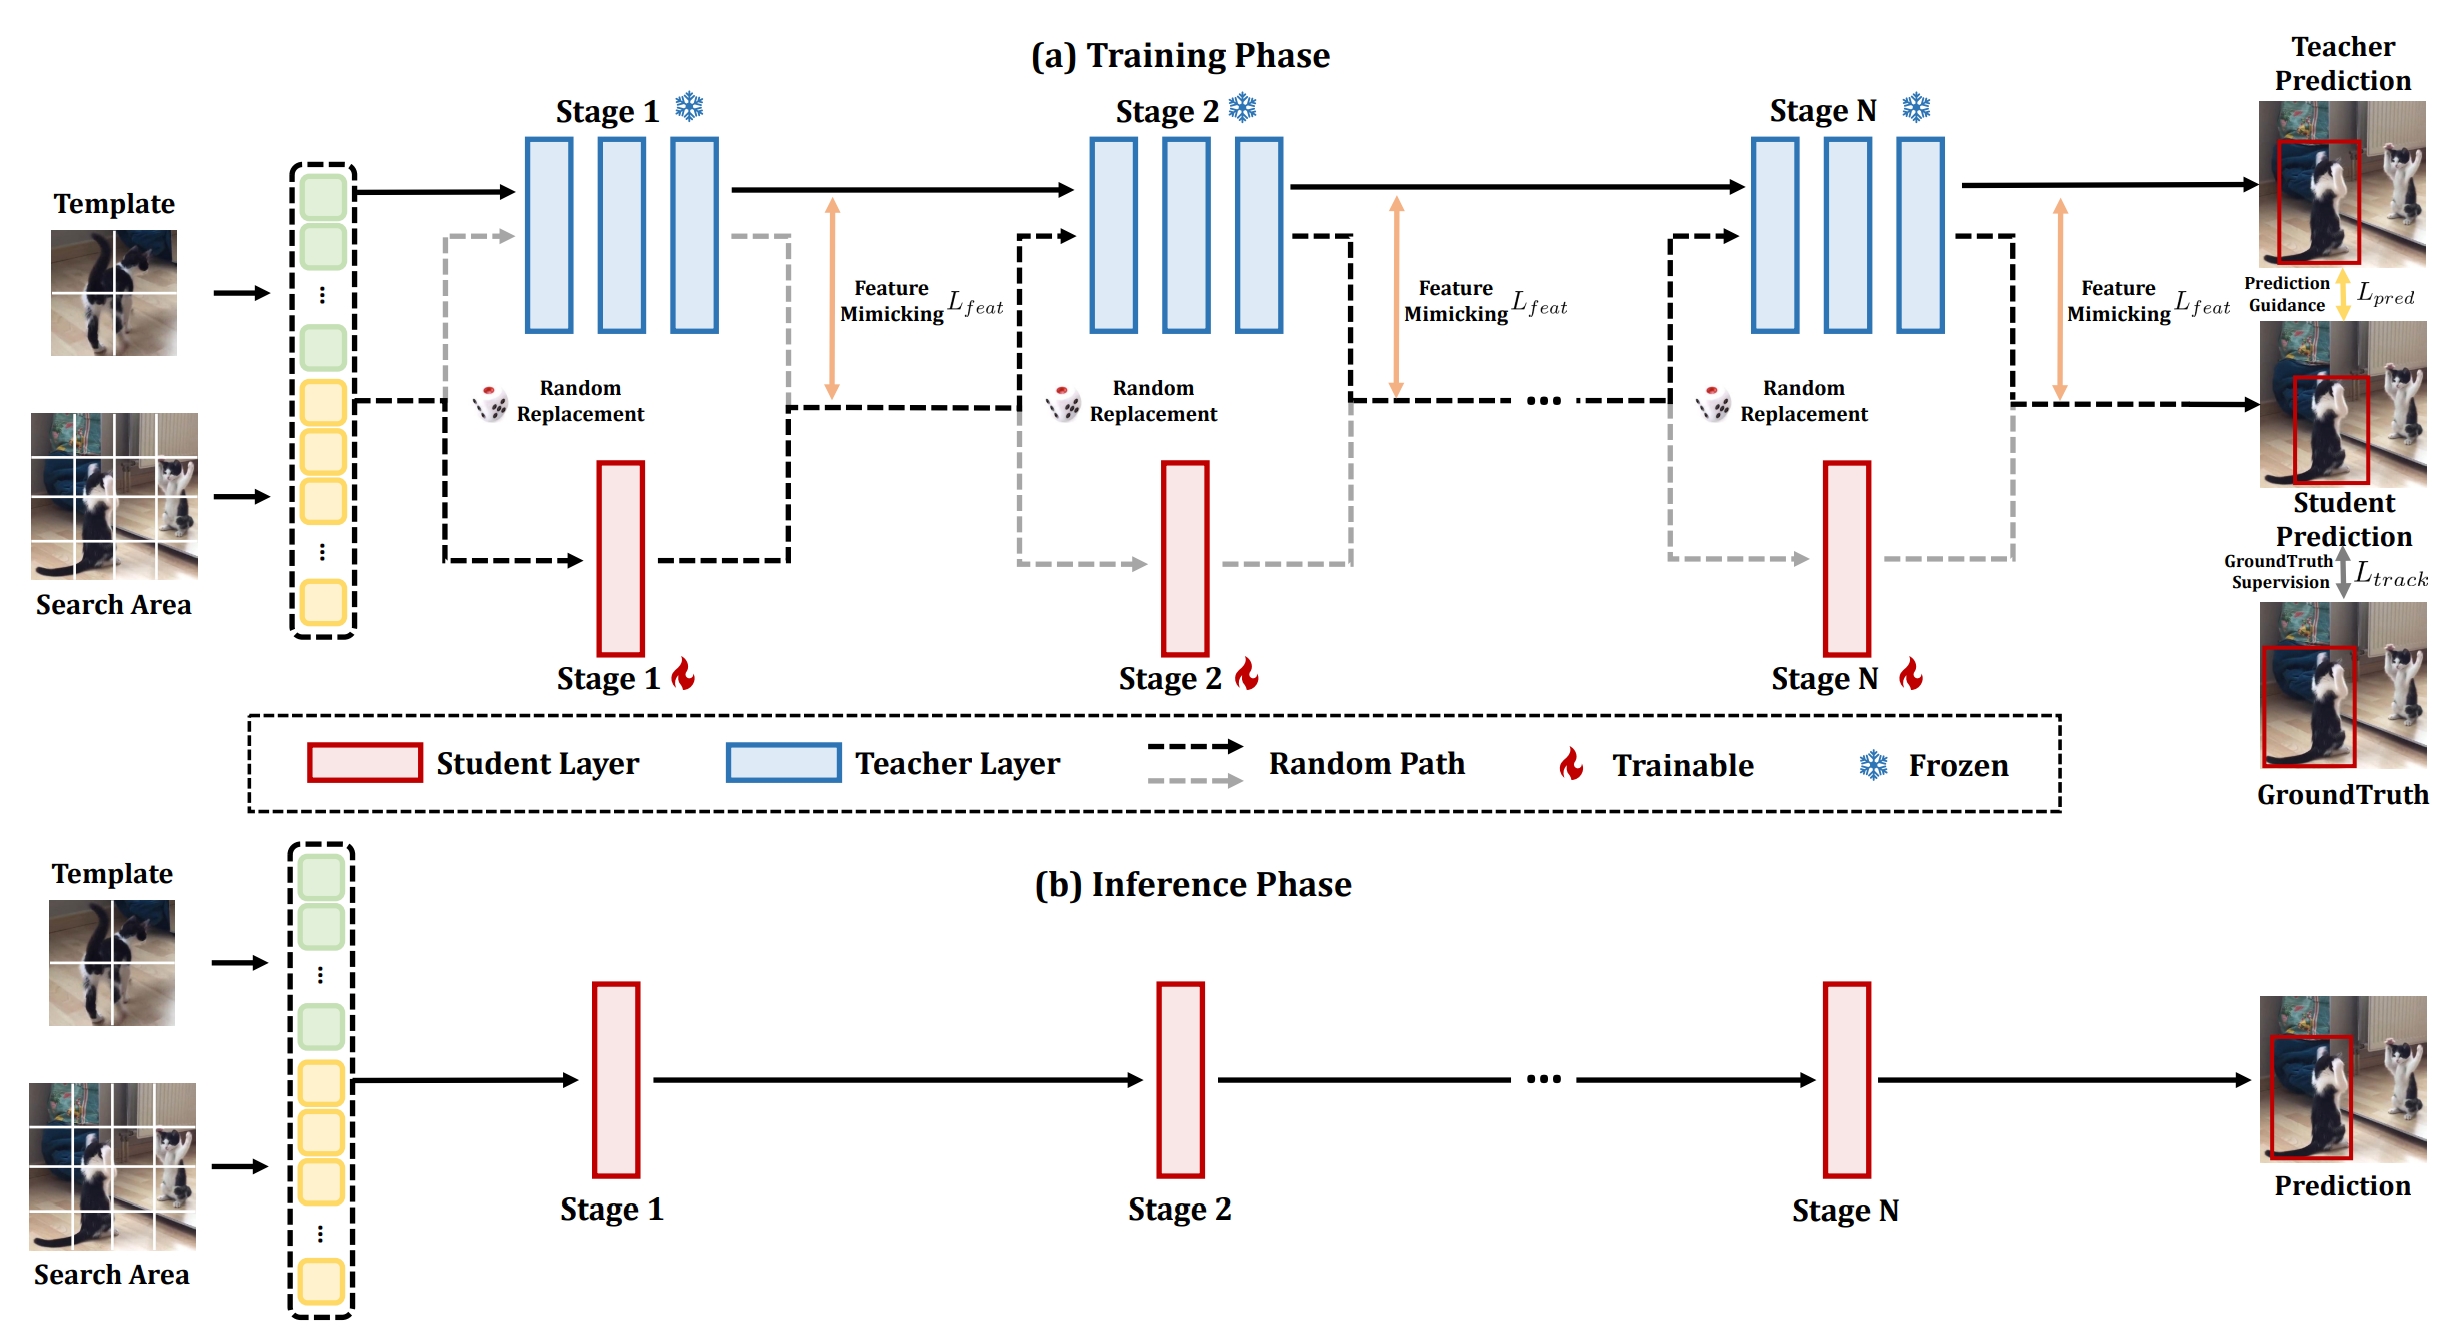 (a) Training Phase
Teacher
Prediction
Stage 1
Stage 2
Stage N
Template
Search Area
...
...
Feature
Mimicking L_{feat}
Feature
Mimicking L_{feat}
Feature
Mimicking L_{feat}
Prediction
Guidance
L_{pred}
Random
Replacement
Random
Replacement
...
Random
Replacement
Student
Prediction
GroundTruth
Supervision
L_{track}
Stage 1
Stage 2
Stage N
GroundTruth
Student Layer
Teacher Layer
Random Path
Trainable
Frozen
(b) Inference Phase
Template
Search Area
...
...
...
Stage 1
Stage 2
Stage N
Prediction